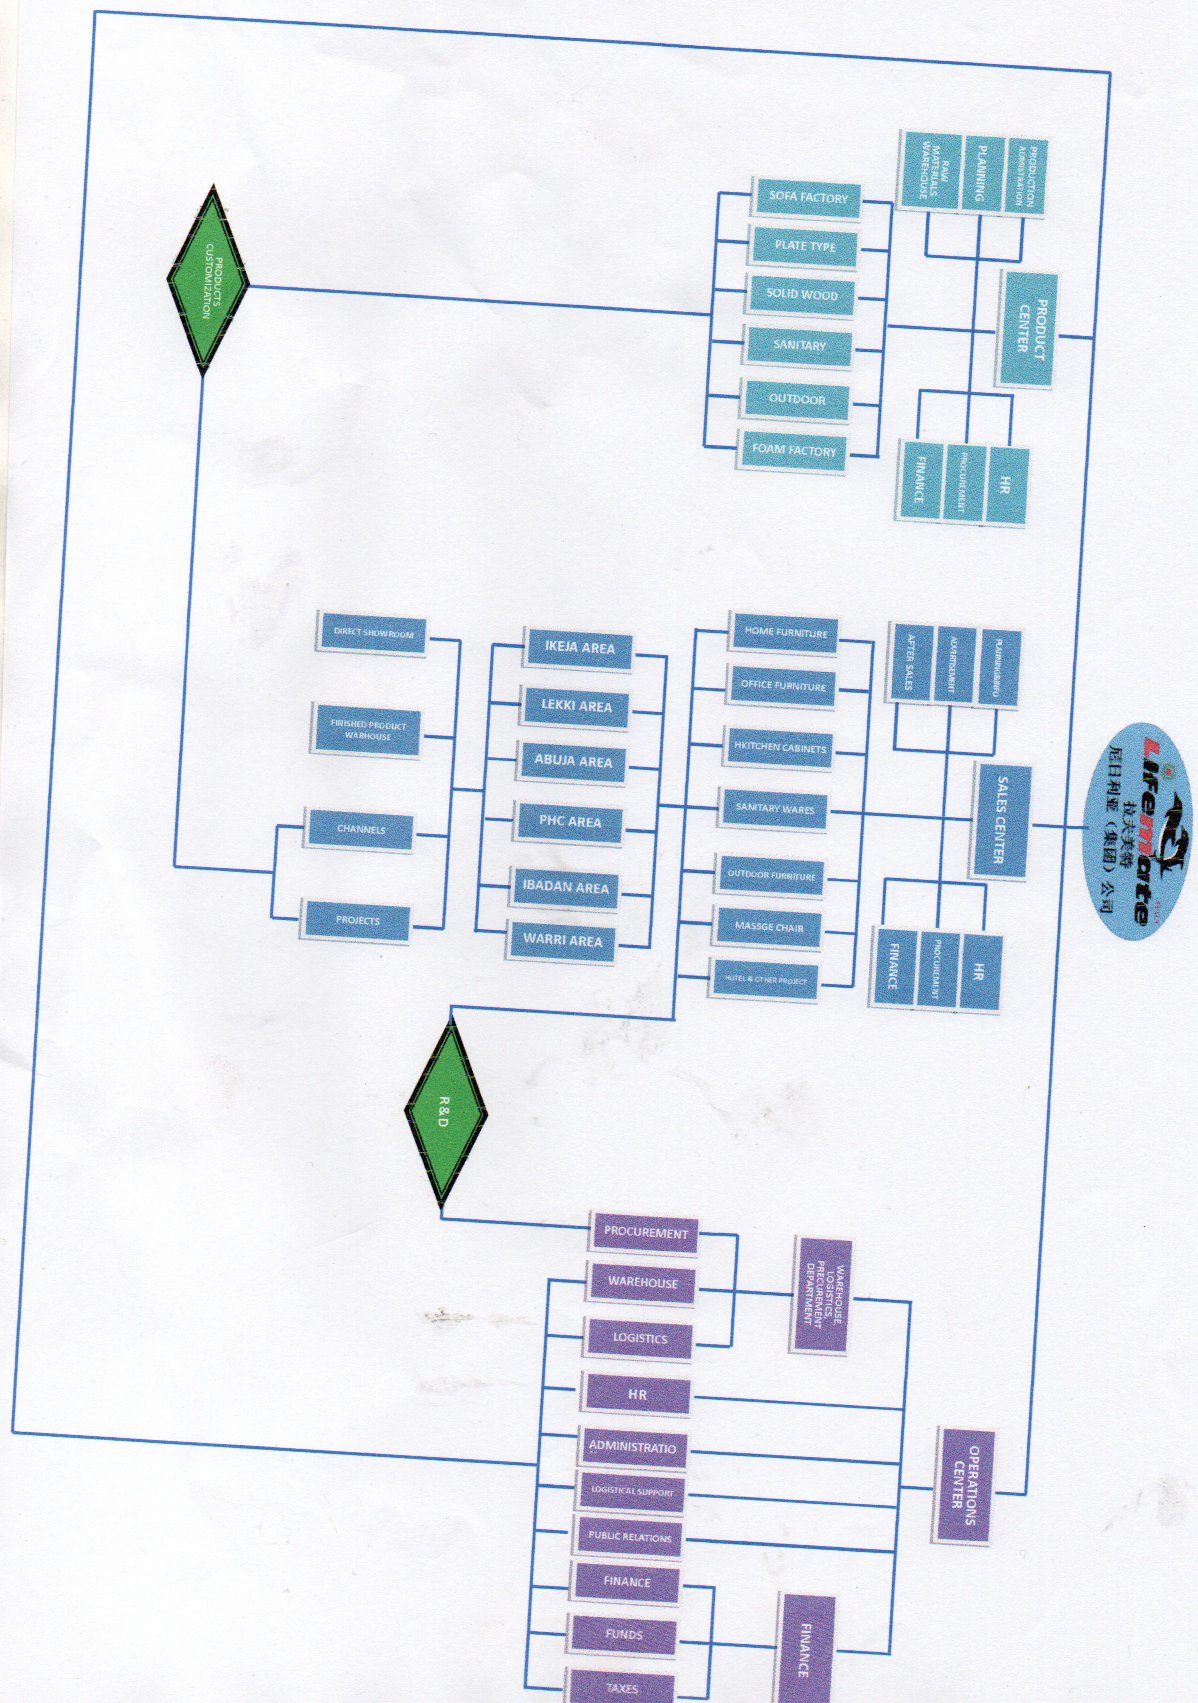 Lifemate
拉夫美特
尼日利亚（集团）公司
PRODUCT
CENTER
PRODUCTION
ADMISTRATION
PLANNING
RAW
MATERIALS
WAREHOUSE
HR
PROCUREMENT
FINANCE
SOFA FACTORY
PLATE TYPE
SOLID WOOD
SANITARY
OUTDOOR
FOAM FACTORY
PRODUCTS
CUSTOMIZATION
SALES CENTER
PLANNING&INFO
ADVERTISEMENT
AFTER SALES
HR
PROCUREMENT
FINANCE
HOME FURNITURE
OFFICE FURNITURE
HKITCHEN CABINETS
SANITARY WARES
OUTDOOR FURNITURE
MASSGE CHAIR
HOTEL & OTHER PROJECT
IKEJA AREA
LEKKI AREA
ABUJA AREA
PHC AREA
IBADAN AREA
WARRI AREA
DIRECT SHOWROOM
FINISHED PRODUCT
WARHOUSE
CHANNELS
PROJECTS
R&D
OPERATIONS
CENTER
WAREHOUSE,
LOGISTICS,
PRECUREMENT
DEPARTMENT
FINANCE
PROCUREMENT
WAREHOUSE
LOGISTICS
HR
ADMINISTRATIO
LOGISTICAL SUPPORT
PUBLIC RELATIONS
FINANCE
FUNDS
TAXES